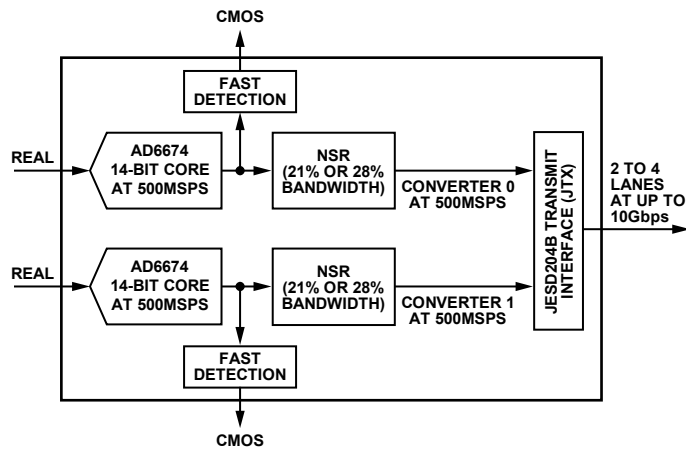 CMOS
FAST
DETECTION
REAL
AD6674
14-BIT CORE
AT 500MSPS
NSR
(21% OR 28%
BANDWIDTH)
CONVERTER 0
AT 500MSPS
JESD204B TRANSMIT
INTERFACE (JTX)
2 TO 4
LANES
AT UP TO
10Gbps
REAL
AD6674
14-BIT CORE
AT 500MSPS
NSR
(21% OR 28%
BANDWIDTH)
CONVERTER 1
AT 500MSPS
FAST
DETECTION
CMOS